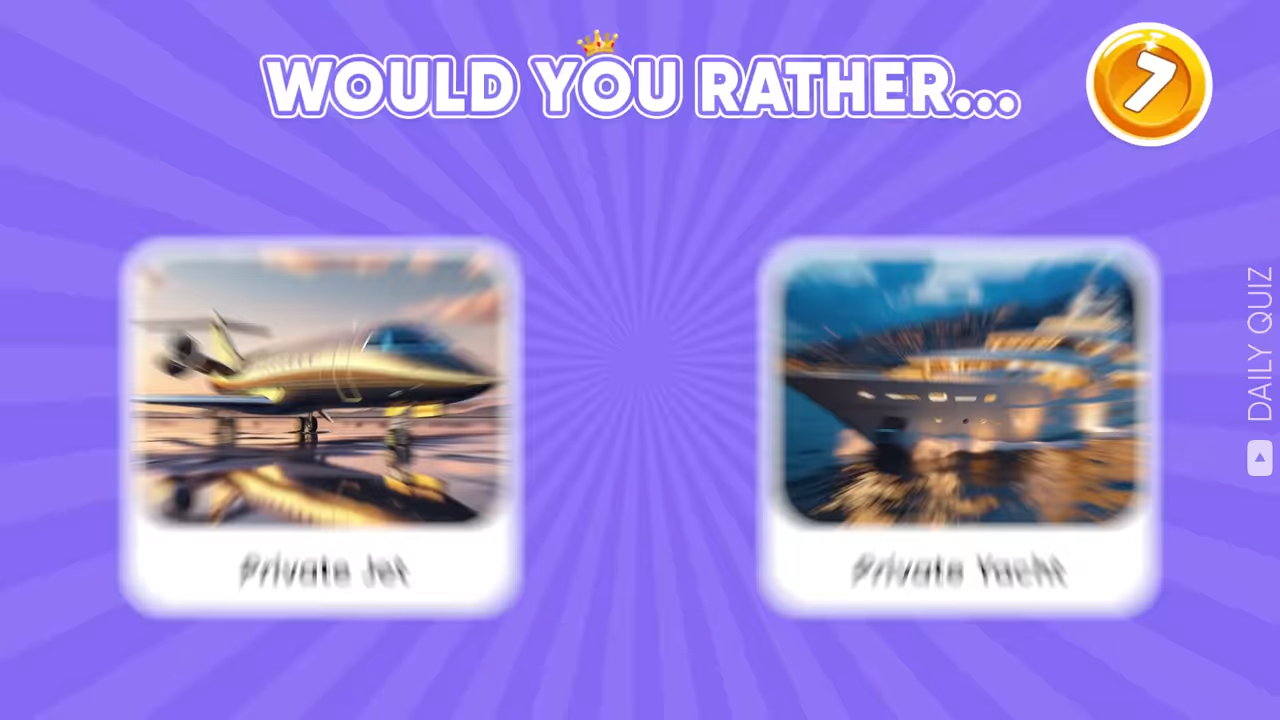 WOULD YOU RATHER...
7
Private Jet
Private Yacht
DAILY QUIZ